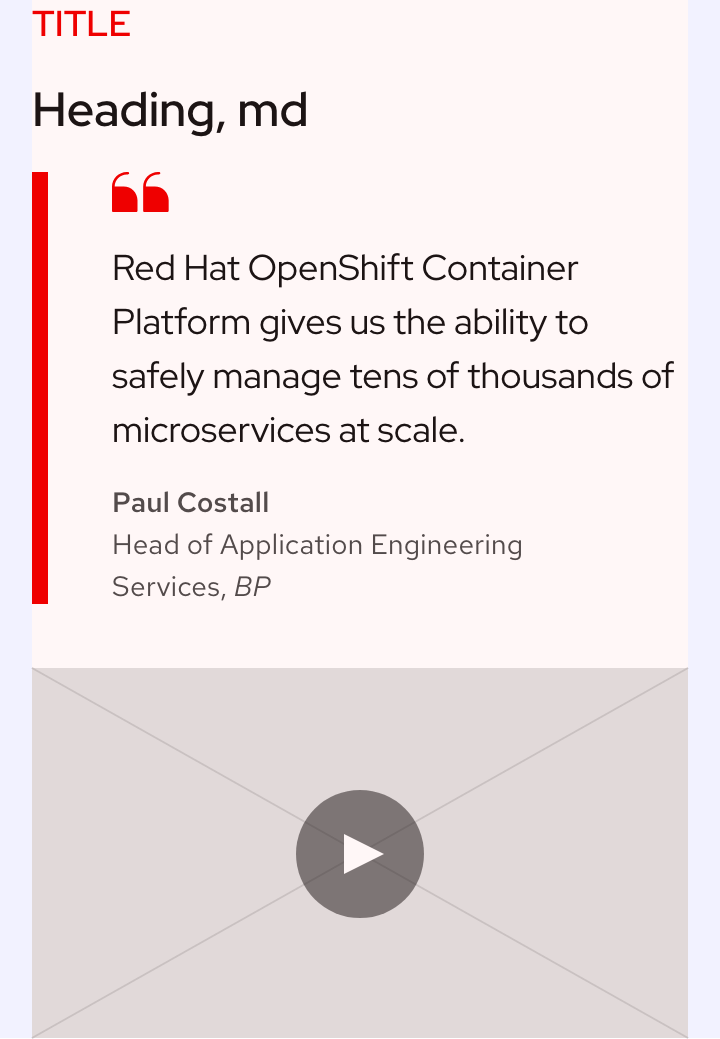 TITLE
Heading, md
“
Red Hat OpenShift Container
Platform gives us the ability to
safely manage tens of thousands of
microservices at scale.
Paul Costall
Head of Application Engineering
Services, BP